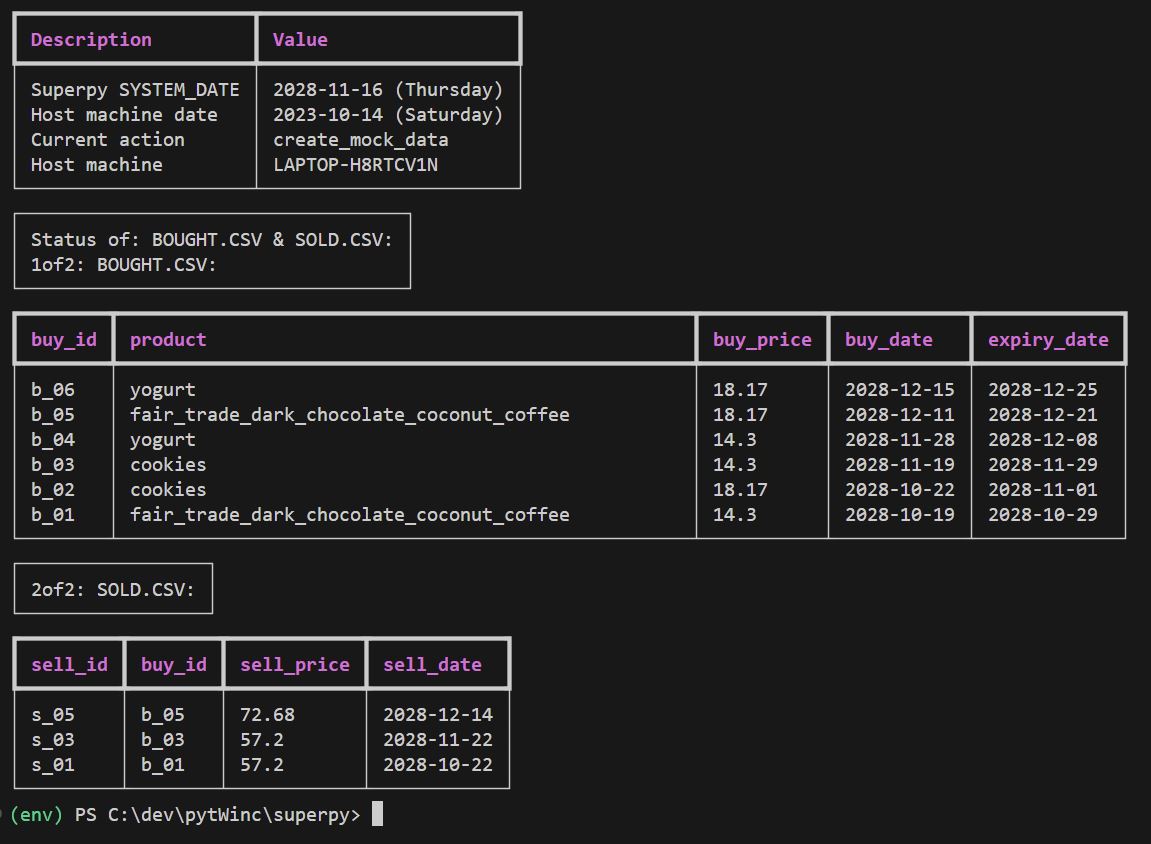 Description Value
Superpy SYSTEM_DATE 2028-11-16 (Thursday)
Host machine date 2023-10-14 (Saturday)
Current action create_mock_data
Host machine LAPTOP-H8RTCV1N
Status of: BOUGHT.CSV & SOLD.CSV:
1of2: BOUGHT.CSV:
buy_id product buy_price buy_date expiry_date
b_06 yogurt 18.17 2028-12-15 2028-12-25
b_05 fair_trade_dark_chocolate_coconut_coffee 18.17 2028-12-11 2028-12-21
b_04 yogurt 14.3 2028-11-28 2028-12-08
b_03 cookies 14.3 2028-11-19 2028-11-29
b_02 cookies 18.17 2028-10-22 2028-11-01
b_01 fair_trade_dark_chocolate_coconut_coffee 14.3 2028-10-19 2028-10-29
2of2: SOLD.CSV:
sell_id buy_id sell_price sell_date
s_05 b_05 72.68 2028-12-14
s_03 b_03 57.2 2028-11-22
s_01 b_01 57.2 2028-10-22
(env) PS C:\dev\pytWinc\superpy>